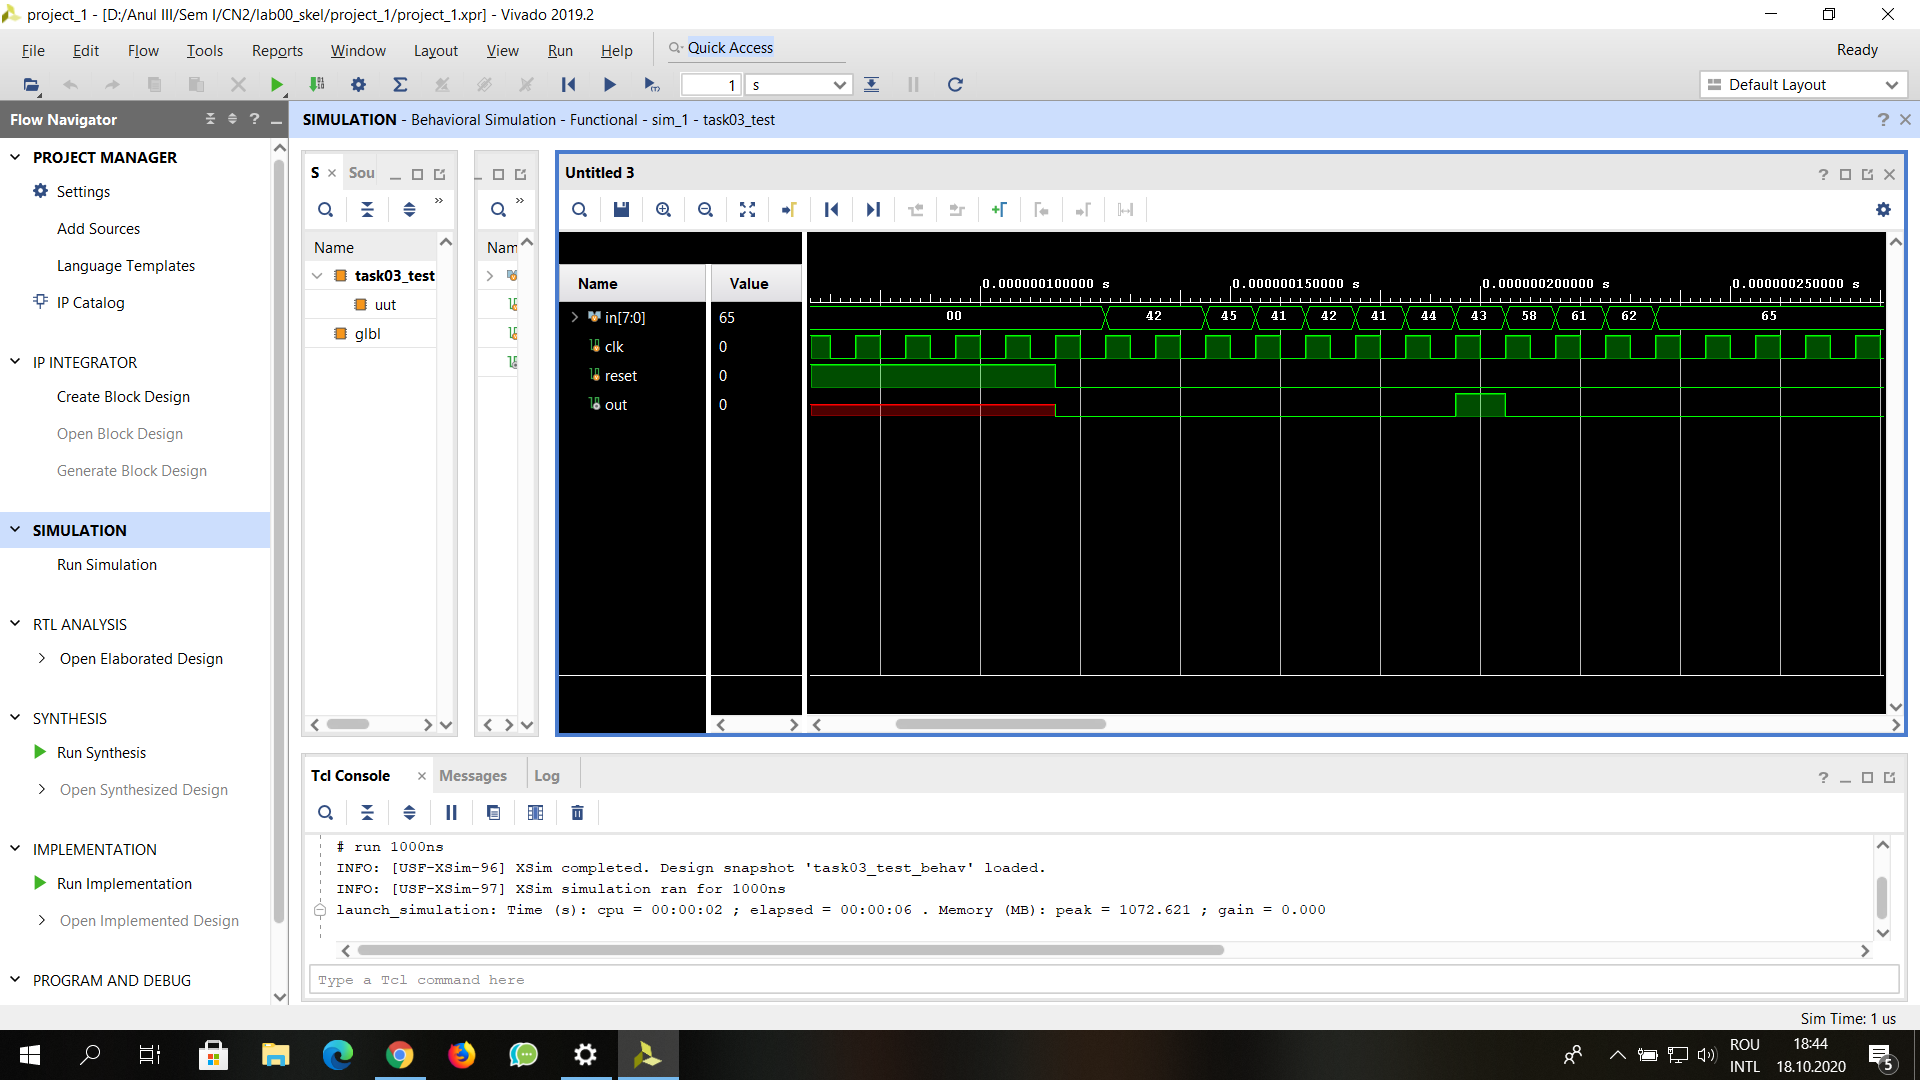 project_1 - [D:/Anul III/Sem I/CN2/lab00_skel/project_1/project_1.xpr] - Vivado 2019.2
File Edit Flow Tools Reports Window Layout View Run Help Quick Access Ready
1 s Default Layout
Flow Navigator
PROJECT MANAGER
Settings
Add Sources
Language Templates
IP Catalog
IP INTEGRATOR
Create Block Design
Open Block Design
Generate Block Design
SIMULATION
Run Simulation
RTL ANALYSIS
Open Elaborated Design
SYNTHESIS
Run Synthesis
Open Synthesized Design
IMPLEMENTATION
Run Implementation
Open Implemented Design
PROGRAM AND DEBUG
SIMULATION - Behavioral Simulation - Functional - sim_1 - task03_test
S Sou
Name
task03_test
uut
glbl
Nam
Untitled 3
Name Value
in[7:0] 65
clk 0
reset 0
out 0
0.000000100000 s 0.000000150000 s 0.000000200000 s 0.000000250000 s
00 42 45 41 42 41 44 43 58 61 62 65
Tcl Console Messages Log
# run 1000ns
INFO: [USF-XSim-96] XSim completed. Design snapshot 'task03_test_behav' loaded.
INFO: [USF-XSim-97] XSim simulation ran for 1000ns
launch_simulation: Time (s): cpu = 00:00:02 ; elapsed = 00:00:06 . Memory (MB): peak = 1072.621 ; gain = 0.000
Type a Tcl command here
Sim Time: 1 us
ROU
INTL
18:44
18.10.2020
5